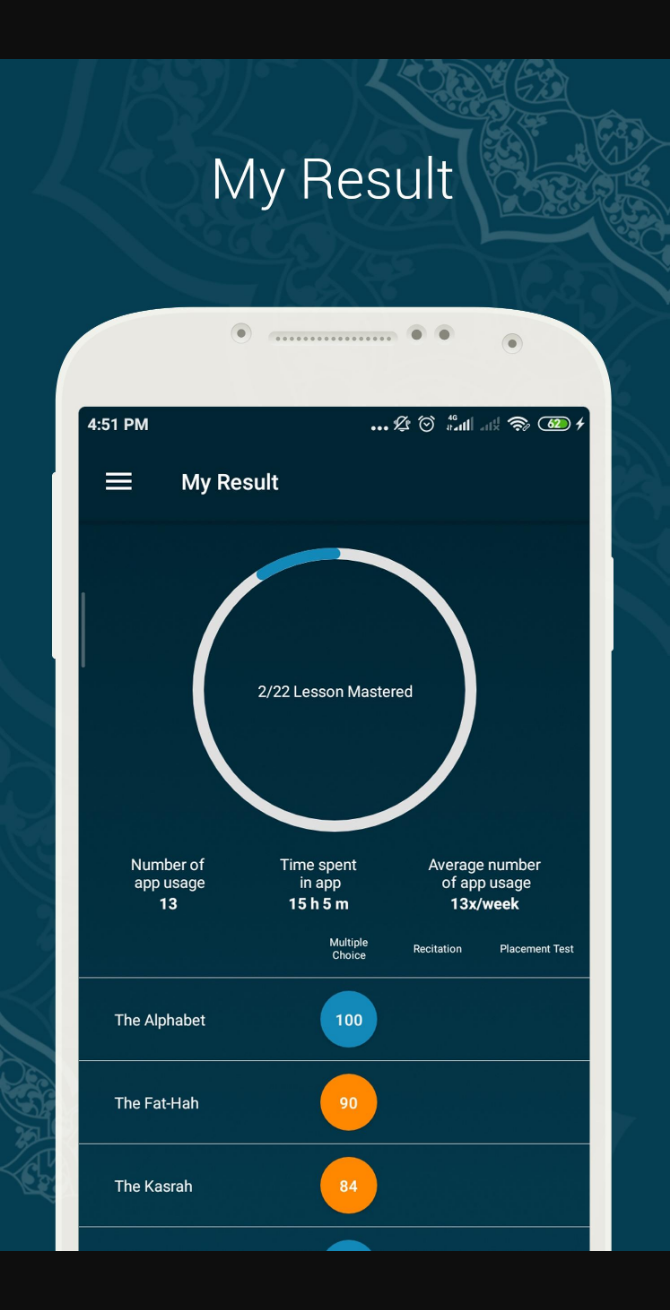 My Result
4:51 PM
4G
62
My Result
2/22 Lesson Mastered
Number of
app usage
13
Time spent
in app
15 h 5 m
Average number
of app usage
13x/week
Multiple
Choice
Recitation
Placement Test
The Alphabet
100
The Fat-Hah
90
The Kasrah
84